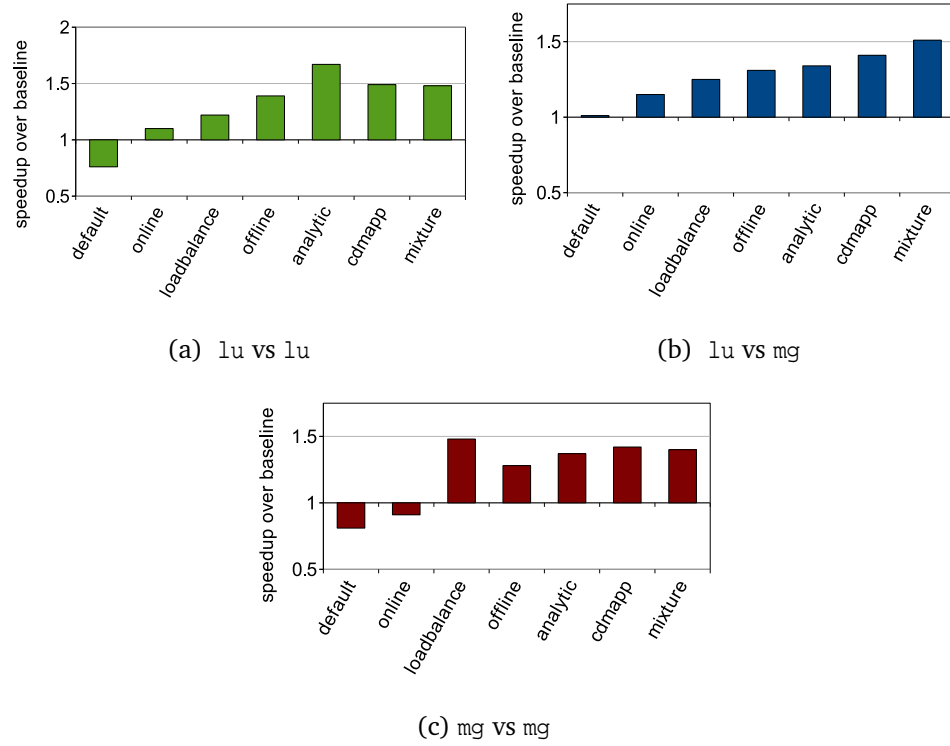 speedup over baseline
2
1.5
1
0.5
default
online
loadbalance
offline
analytic
cdmapp
mixture
(a) lu vs lu
speedup over baseline
1.5
1
0.5
default
online
loadbalance
offline
analytic
cdmapp
mixture
(b) lu vs mg
speedup over baseline
1.5
1
0.5
default
online
loadbalance
offline
analytic
cdmapp
mixture
(c) mg vs mg